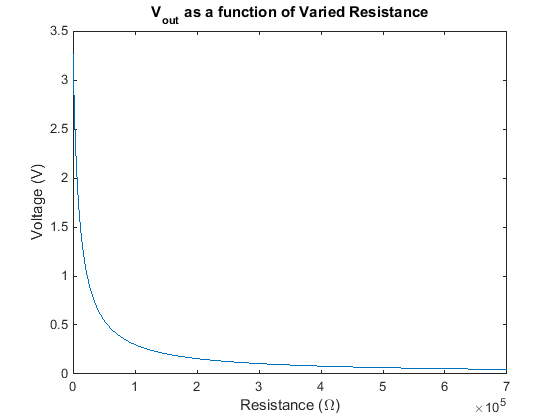 V_out as a function of Varied Resistance
3.5
3
2.5
2
1.5
1
0.5
0
Voltage (V)
0 1 2 3 4 5 6 7
×10^5
Resistance (Ω)